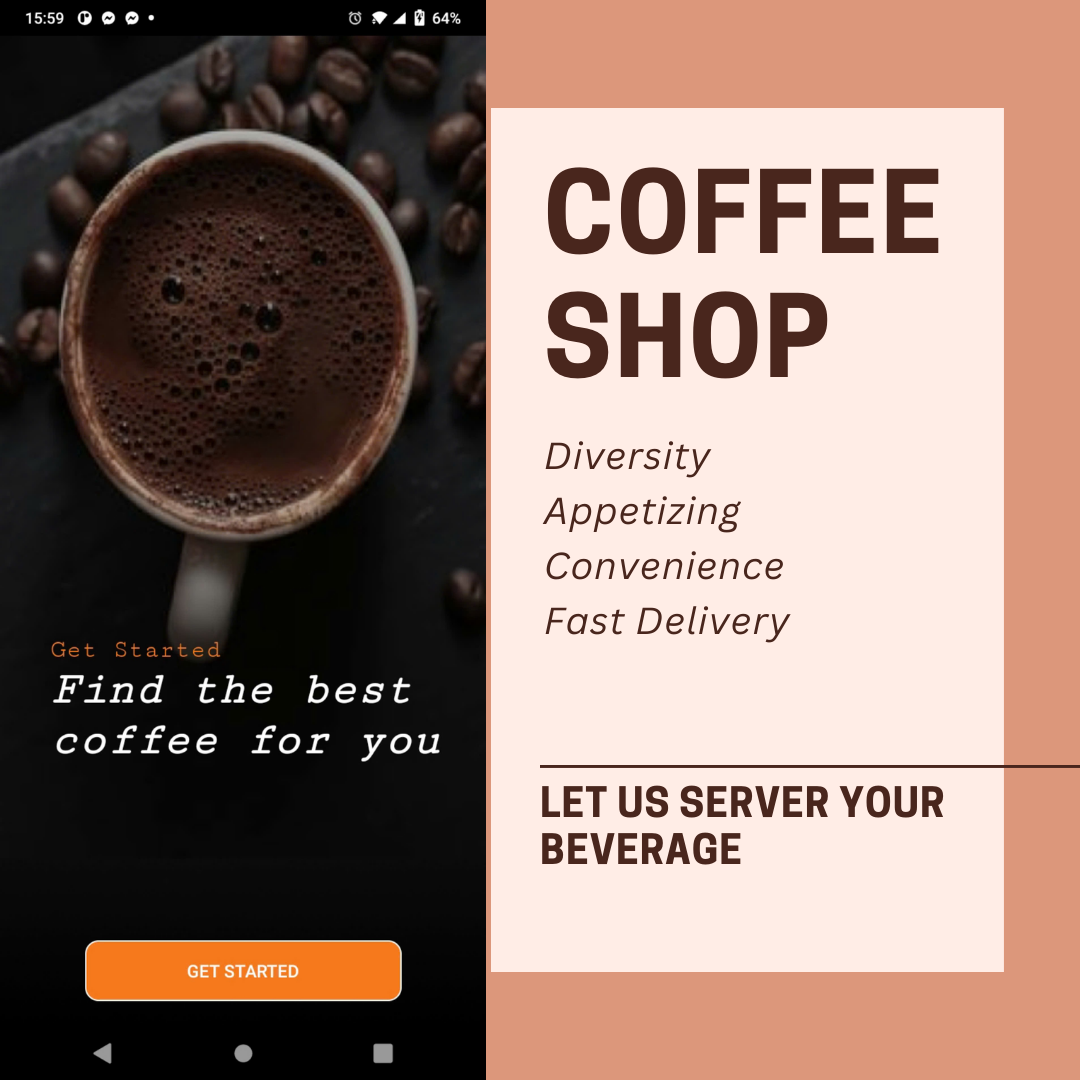 15:59
64%
Get Started
Find the best
coffee for you
GET STARTED
COFFEE
SHOP
Diversity
Appetizing
Convenience
Fast Delivery
LET US SERVER YOUR
BEVERAGE